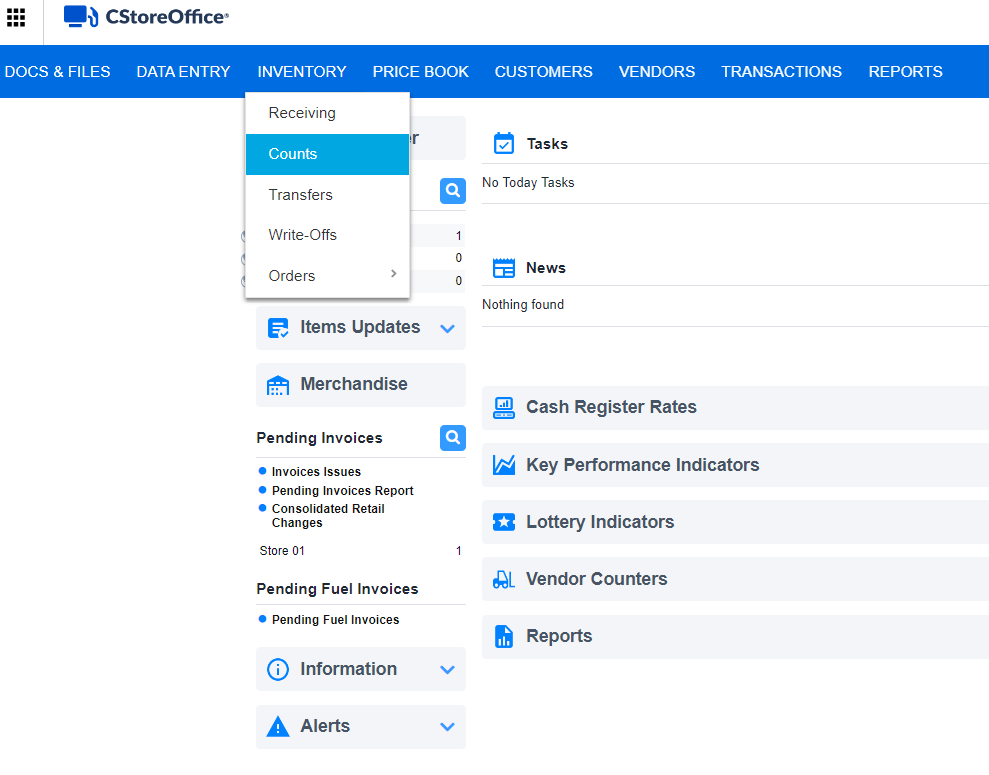 CStoreOffice®
DOCS & FILES DATA ENTRY INVENTORY PRICE BOOK CUSTOMERS VENDORS TRANSACTIONS REPORTS
Receiving
Counts
Transfers
Write-Offs
Orders
1
0
0
Items Updates
Merchandise
Pending Invoices
Invoices Issues
Pending Invoices Report
Consolidated Retail
Changes
Store 01 1
Pending Fuel Invoices
Pending Fuel Invoices
Information
Alerts
Tasks
No Today Tasks
News
Nothing found
Cash Register Rates
Key Performance Indicators
Lottery Indicators
Vendor Counters
Reports